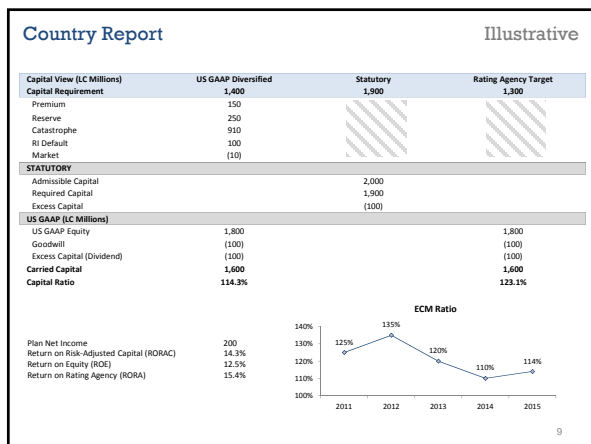 Country Report Illustrative
Capital View (LC Millions) US GAAP Diversified Statutory Rating Agency Target
Capital Requirement 1,400 1,900 1,300
Premium 150
Reserve 250
Catastrophe 910
RI Default 100
Market (10)
STATUTORY
Admissible Capital 2,000
Required Capital 1,900
Excess Capital (100)
US GAAP (LC Millions)
US GAAP Equity 1,800 1,800
Goodwill (100) (100)
Excess Capital (Dividend) (100) (100)
Carried Capital 1,600 1,600
Capital Ratio 114.3% 123.1%
Plan Net Income 200
Return on Risk-Adjusted Capital (RORAC) 14.3%
Return on Equity (ROE) 12.5%
Return on Rating Agency (RORA) 15.4%
ECM Ratio
140%
130%
120%
110%
100%
125% 135% 120% 110% 114%
2011 2012 2013 2014 2015
9